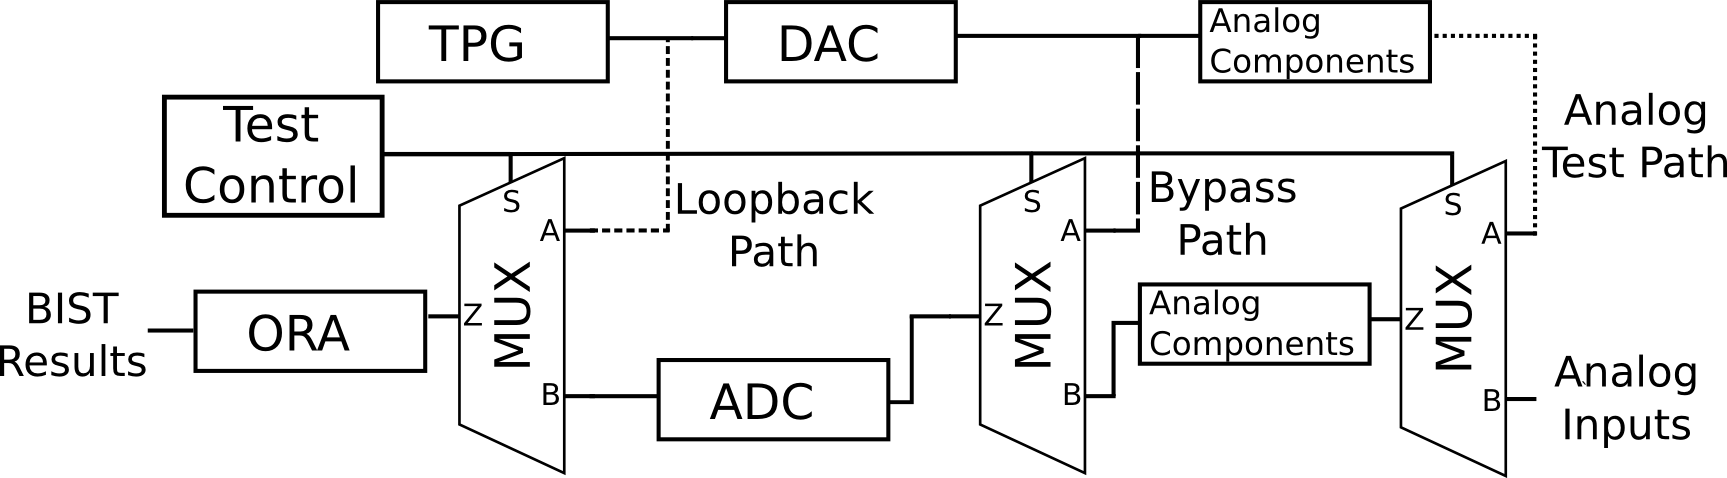 TPG
DAC
Analog
Components
Test
Control
S
S
S
Analog
Test Path
A
Loopback
Path
A
Bypass
Path
A
BIST
Results
ORA
Z
MUX
Z
MUX
Analog
Components
Z
MUX
B
ADC
B
B
Analog
Inputs